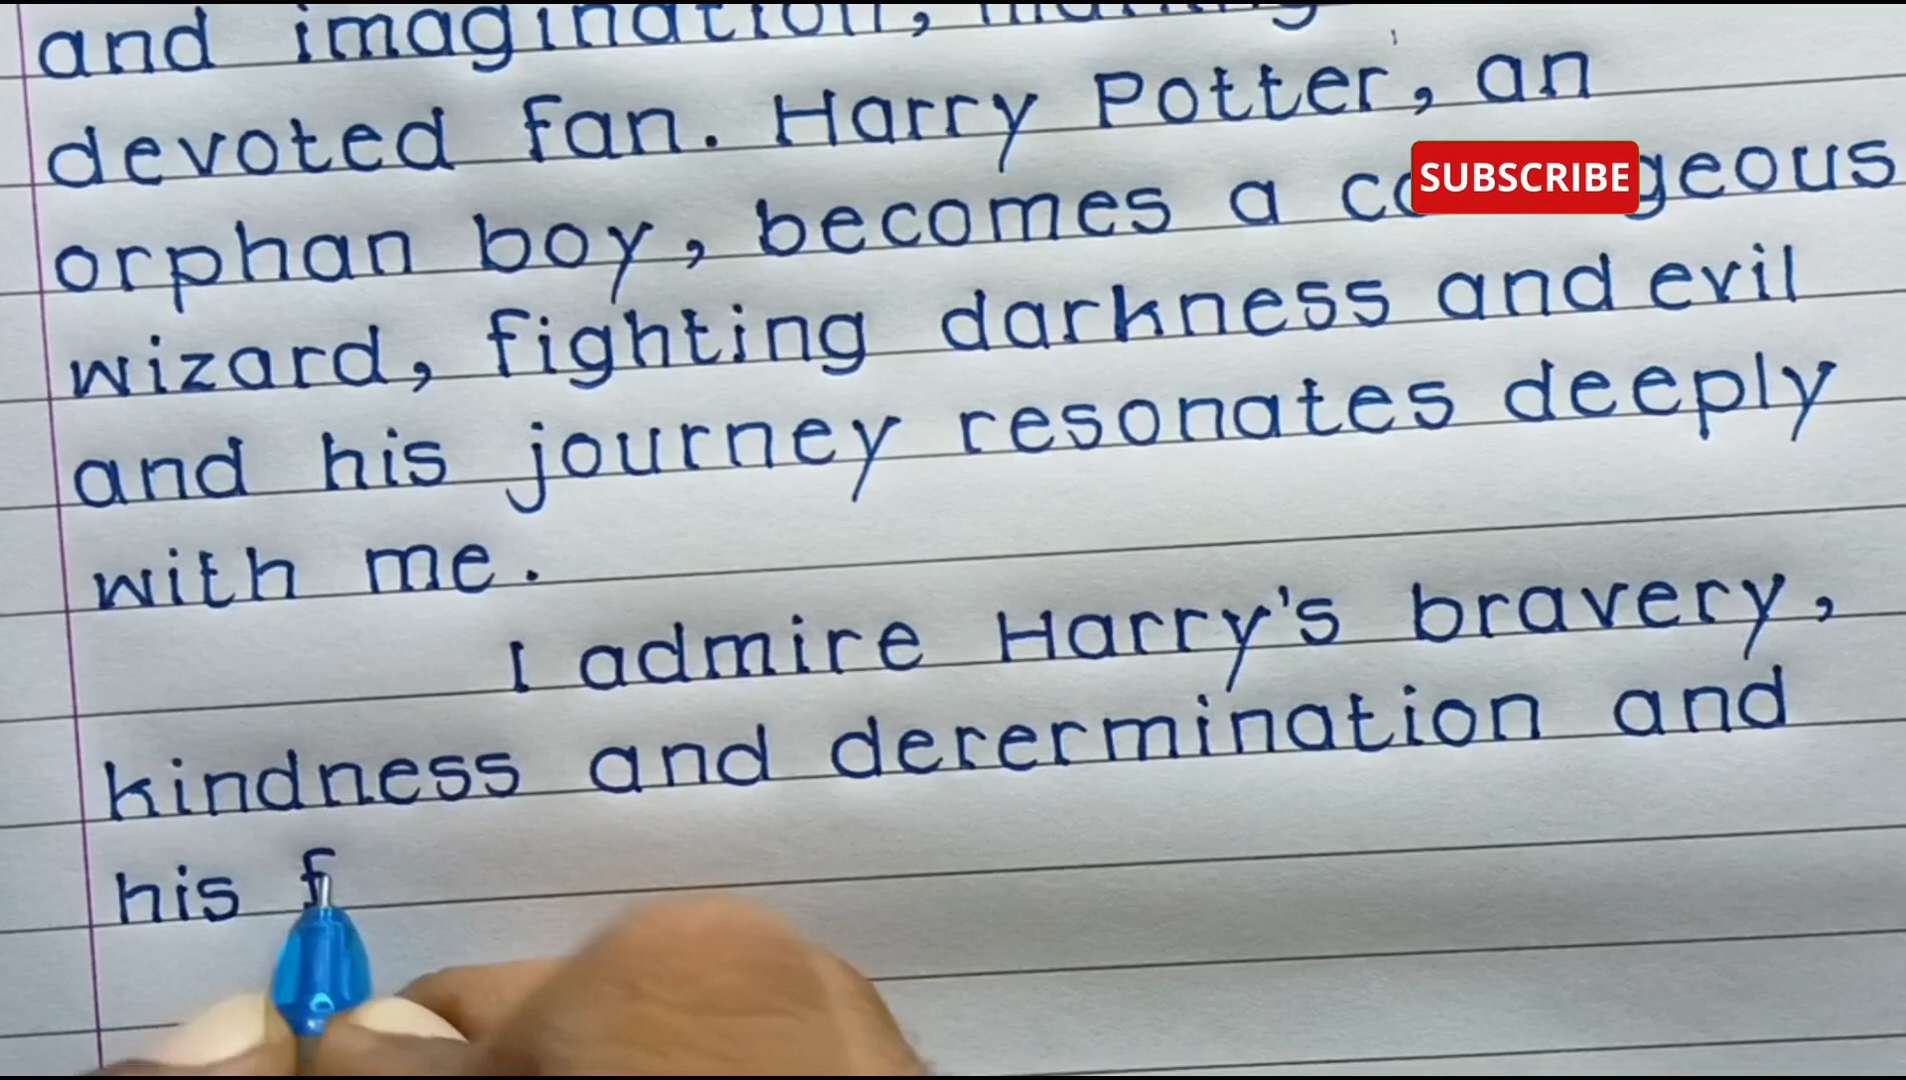 and imagination, making
devoted fan. Harry Potter, an
SUBSCRIBE
orphan boy, becomes a geous
wizard, fighting darkness and evil
and his journey resonates deeply
with me.
I admire Harry's bravery,
kindness and derermination and
his f